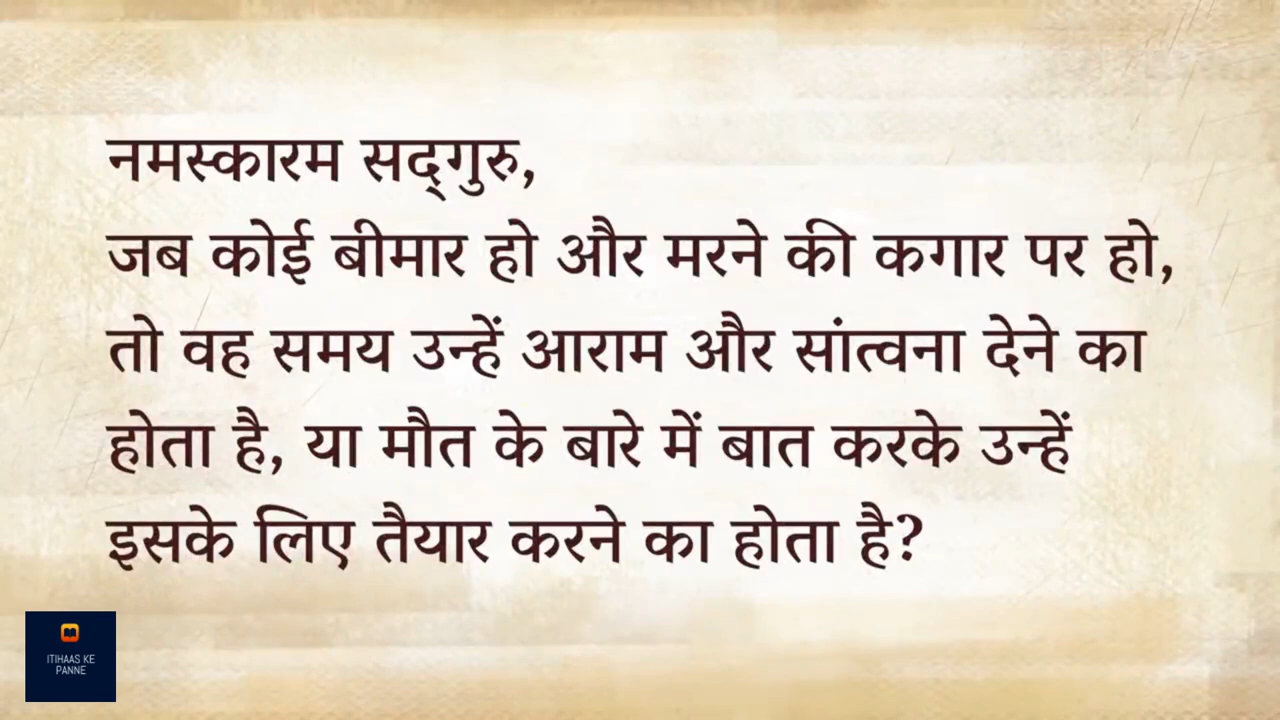 नमस्कारम सद्‌गुरु,
जब कोई बीमार हो और मरने की कगार पर हो,
तो वह समय उन्हें आराम और सांत्वना देने का
होता है, या मौत के बारे में बात करके उन्हें
इसके लिए तैयार करने का होता है?
ITIHAAS KE
PANNE